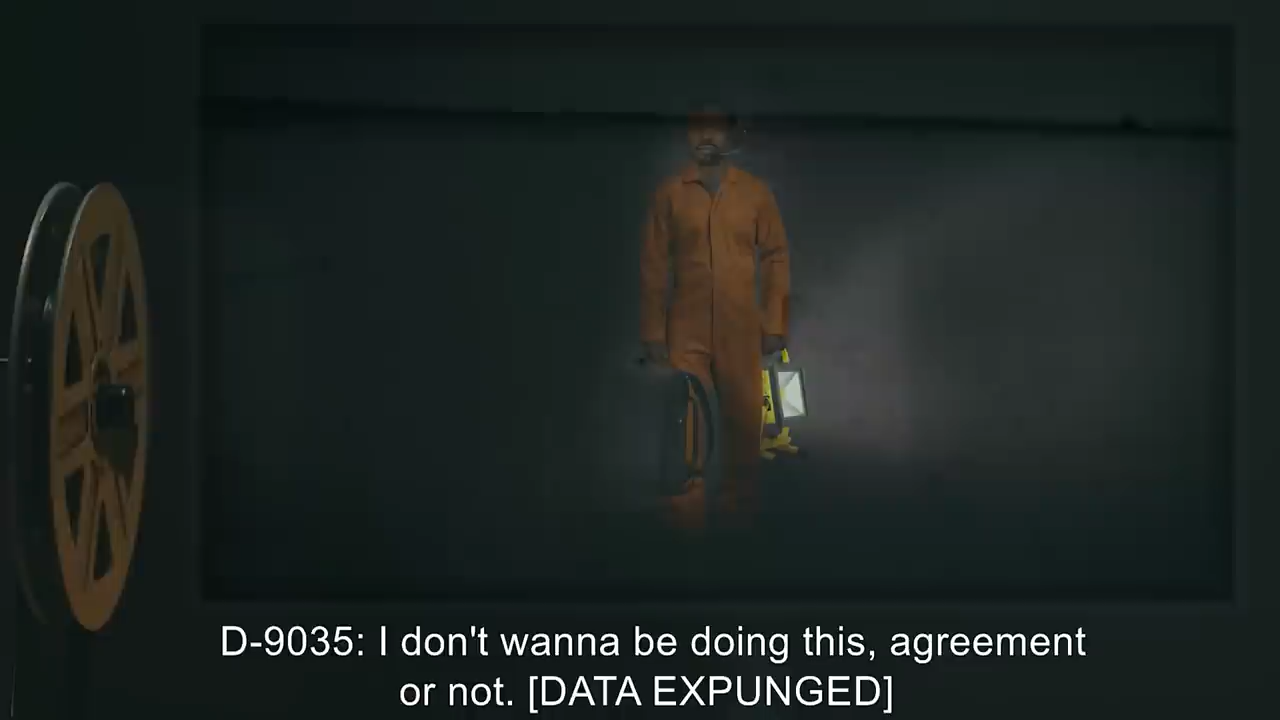 D-9035: I don't wanna be doing this, agreement
or not. [DATA EXPUNGED]